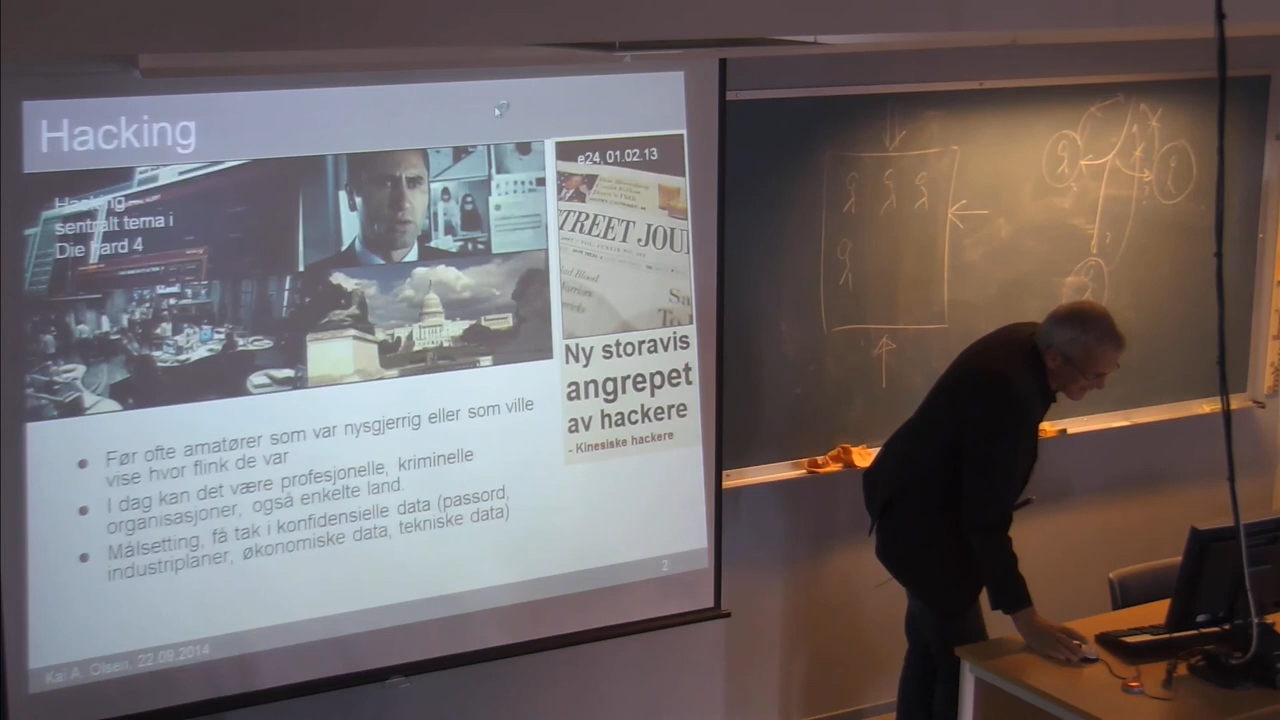 Hacking
Hacking
sentralt tema i
Die hard 4
e24, 01.02.13
TREET JOU
Ny storavis
angrepet
av hackere
- Kinesiske hackere
• Før ofte amatører som var nysgjerrig eller som ville
vise hvor flink de var
• I dag kan det være profesjonelle, kriminelle
organisasjoner, også enkelte land.
• Målsetting, få tak i konfidensielle data (passord,
industriplaner, økonomiske data, tekniske data)
2
Kai A. Olsen, 22.09.2014